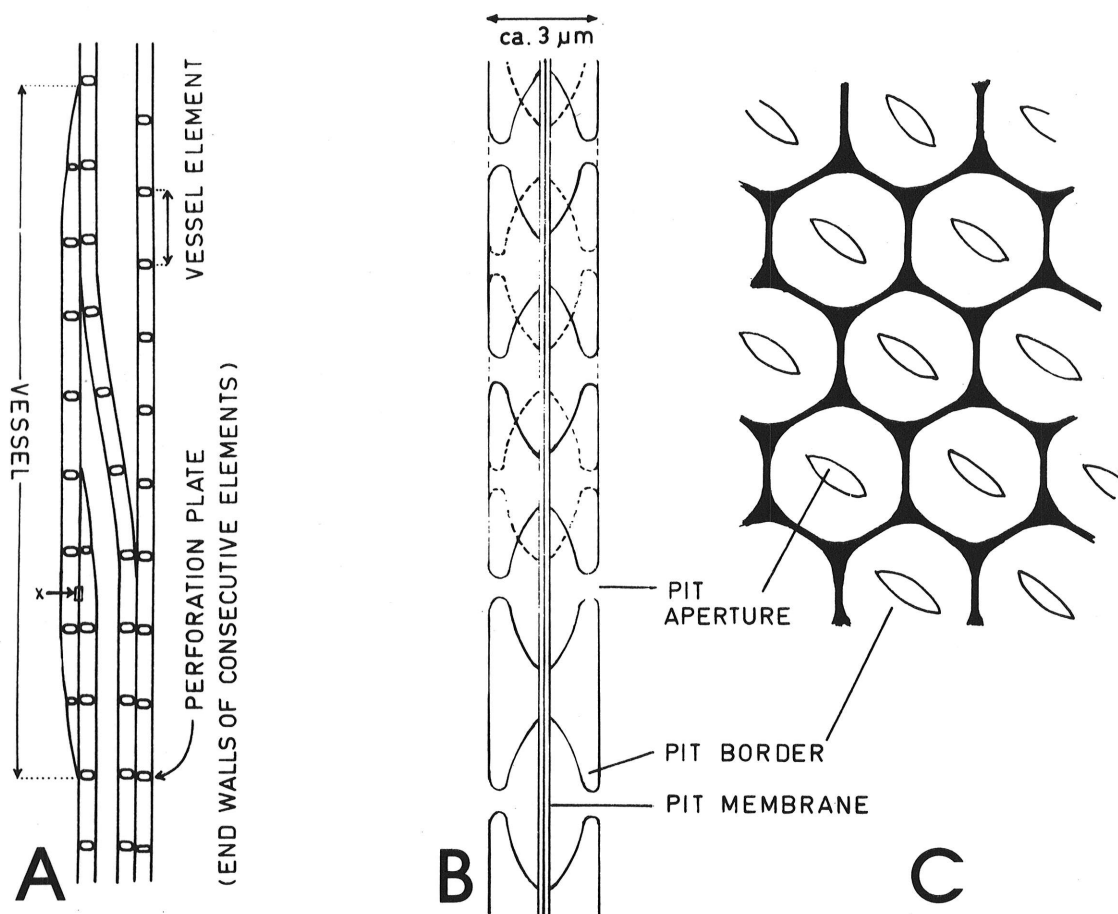 VESSEL
x
VESSEL ELEMENT
PERFORATION PLATE
(END WALLS OF CONSECUTIVE ELEMENTS)
A
ca. 3 µm
B
PIT
APERTURE
PIT BORDER
PIT MEMBRANE
C